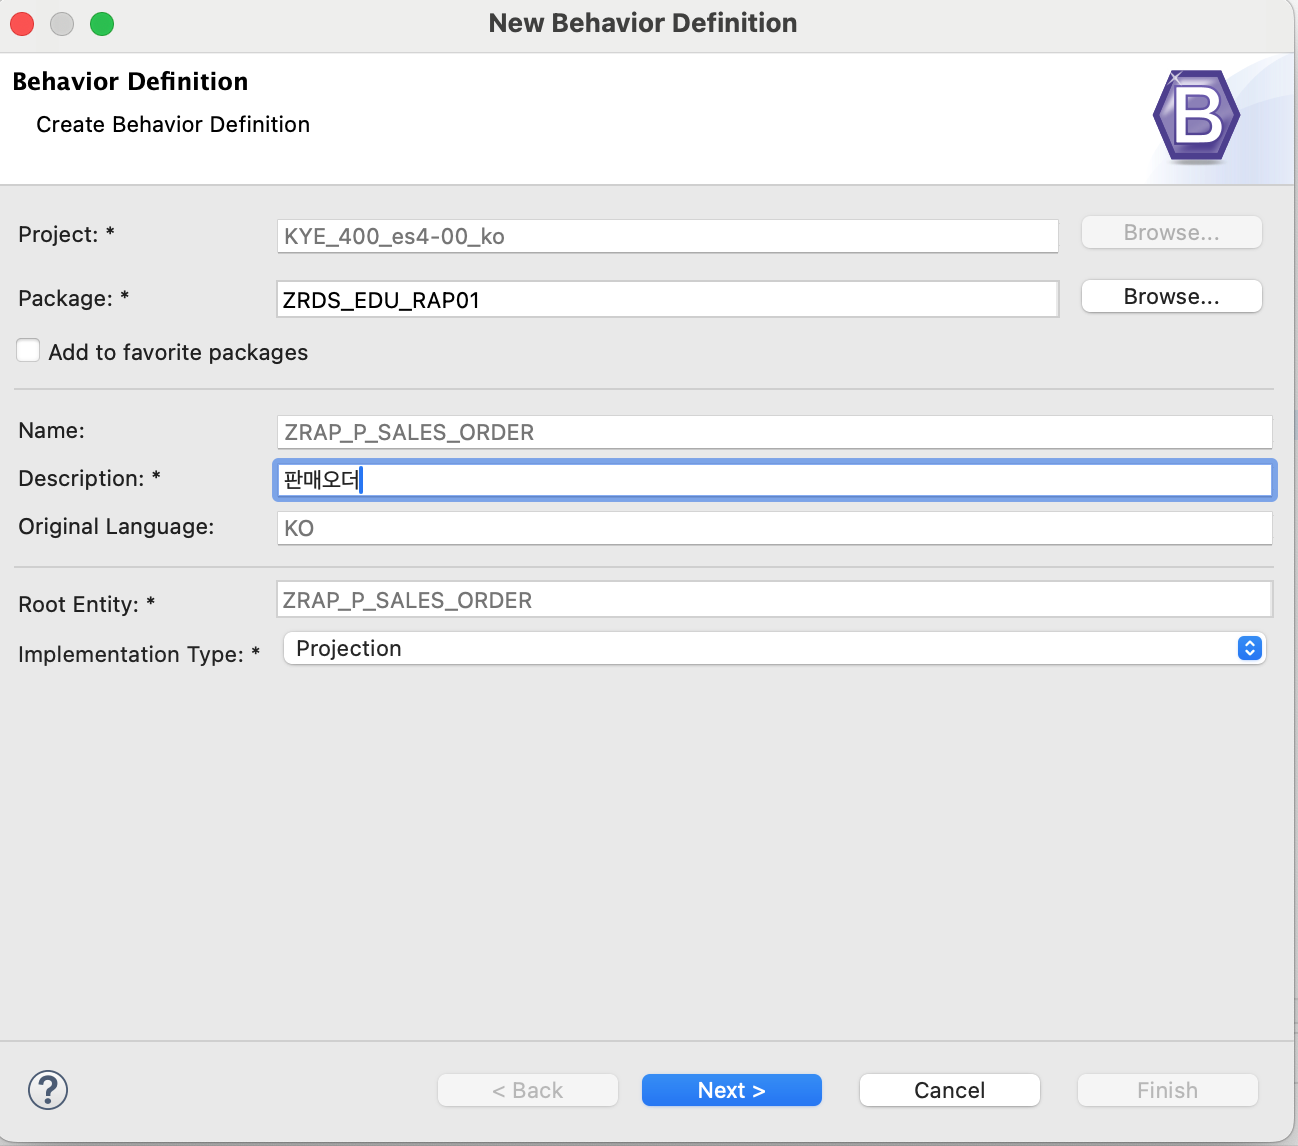 New Behavior Definition
Behavior Definition
Create Behavior Definition
B
Project: * KYE_400_es4-00_ko Browse...
Package: * ZRDS_EDU_RAP01 Browse...
Add to favorite packages
Name: ZRAP_P_SALES_ORDER
Description: * 판매오더
Original Language: KO
Root Entity: * ZRAP_P_SALES_ORDER
Implementation Type: * Projection
? < Back Next > Cancel Finish